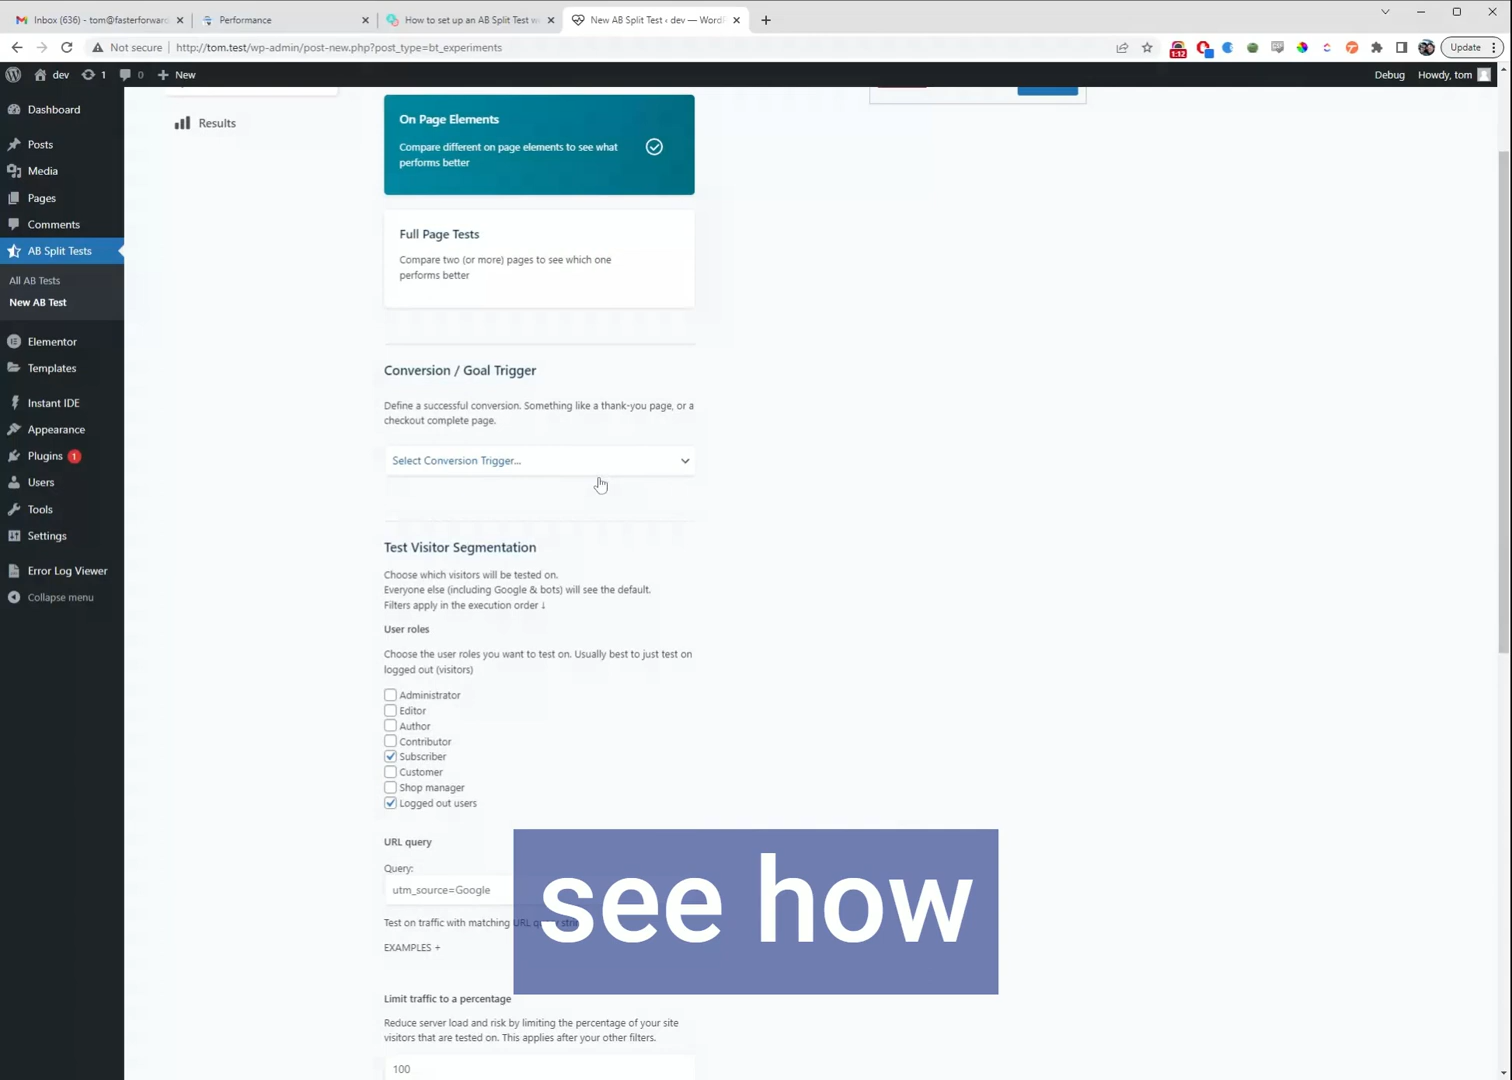 Inbox (636) - tom@fasterforward
Performance
How to set up an AB Split Test w
New AB Split Test ‹ dev — WordP
Not secure
http://tom.test/wp-admin/post-new.php?post_type=bt_experiments
1:12
Update
dev
1
0
New
Debug
Howdy, tom
Dashboard
Posts
Media
Pages
Comments
AB Split Tests
All AB Tests
New AB Test
Elementor
Templates
Instant IDE
Appearance
Plugins 1
Users
Tools
Settings
Error Log Viewer
Collapse menu
Results
On Page Elements
Compare different on page elements to see what
performs better
Full Page Tests
Compare two (or more) pages to see which one
performs better
Conversion / Goal Trigger
Define a successful conversion. Something like a thank-you page, or a
checkout complete page.
Select Conversion Trigger...
Test Visitor Segmentation
Choose which visitors will be tested on.
Everyone else (including Google & bots) will see the default.
Filters apply in the execution order ↓
User roles
Choose the user roles you want to test on. Usually best to just test on
logged out (visitors)
Administrator
Editor
Author
Contributor
Subscriber
Customer
Shop manager
Logged out users
URL query
Query:
utm_source=Google
Test on traffic with matching URL query
EXAMPLES +
see how
Limit traffic to a percentage
Reduce server load and risk by limiting the percentage of your site
visitors that are tested on. This applies after your other filters.
100